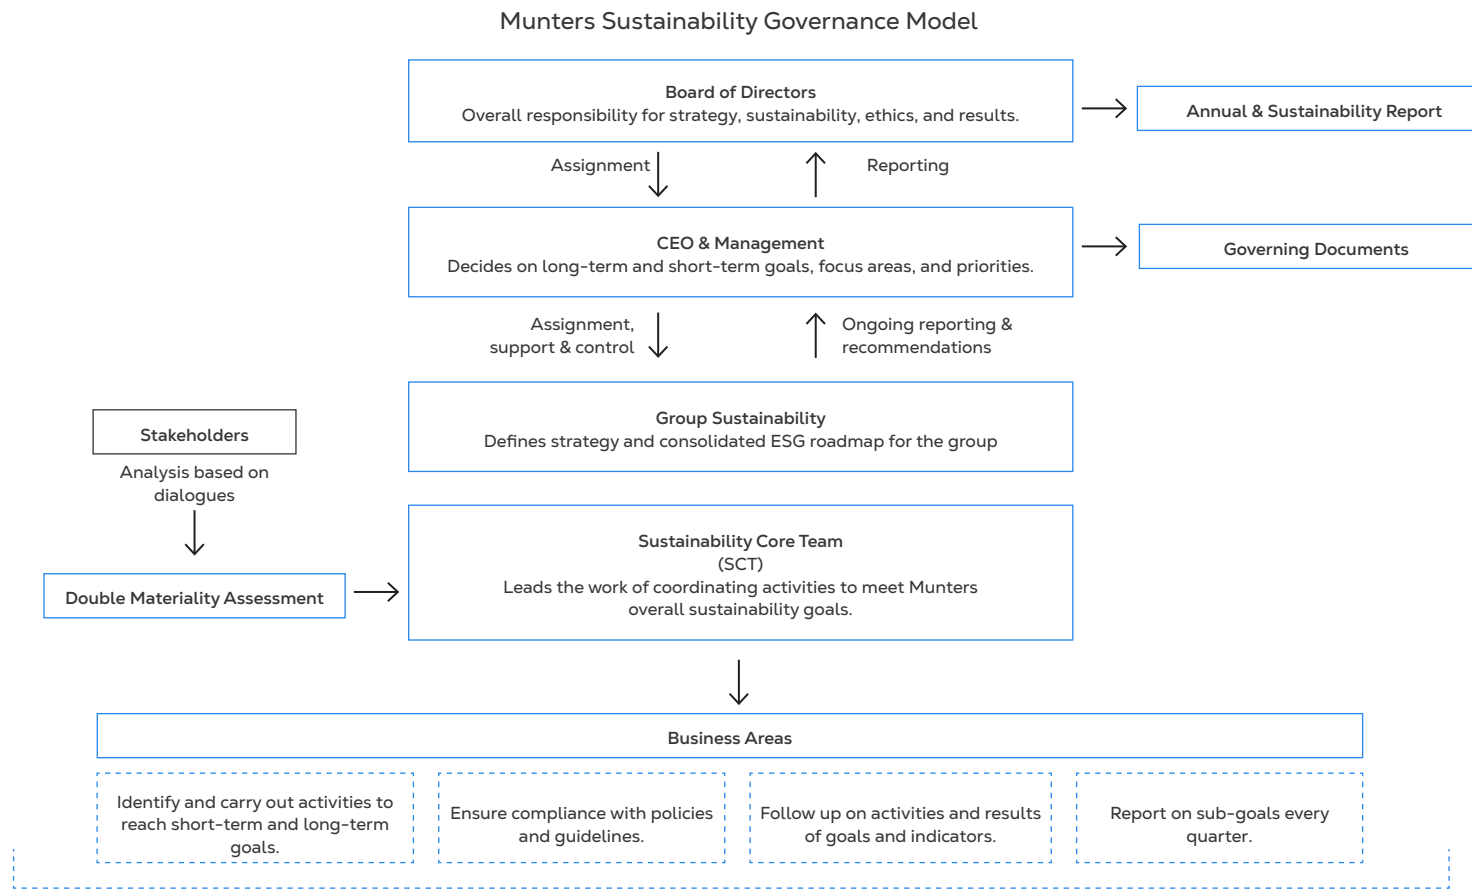 Munters Sustainability Governance Model
Board of Directors
Overall responsibility for strategy, sustainability, ethics, and results.
Annual & Sustainability Report
Assignment
Reporting
CEO & Management
Decides on long-term and short-term goals, focus areas, and priorities.
Governing Documents
Assignment,
support & control
Ongoing reporting &
recommendations
Group Sustainability
Defines strategy and consolidated ESG roadmap for the group
Stakeholders
Analysis based on
dialogues
Double Materiality Assessment
Sustainability Core Team
(SCT)
Leads the work of coordinating activities to meet Munters
overall sustainability goals.
Business Areas
Identify and carry out activities to
reach short-term and long-term
goals.
Ensure compliance with policies
and guidelines.
Follow up on activities and results
of goals and indicators.
Report on sub-goals every
quarter.